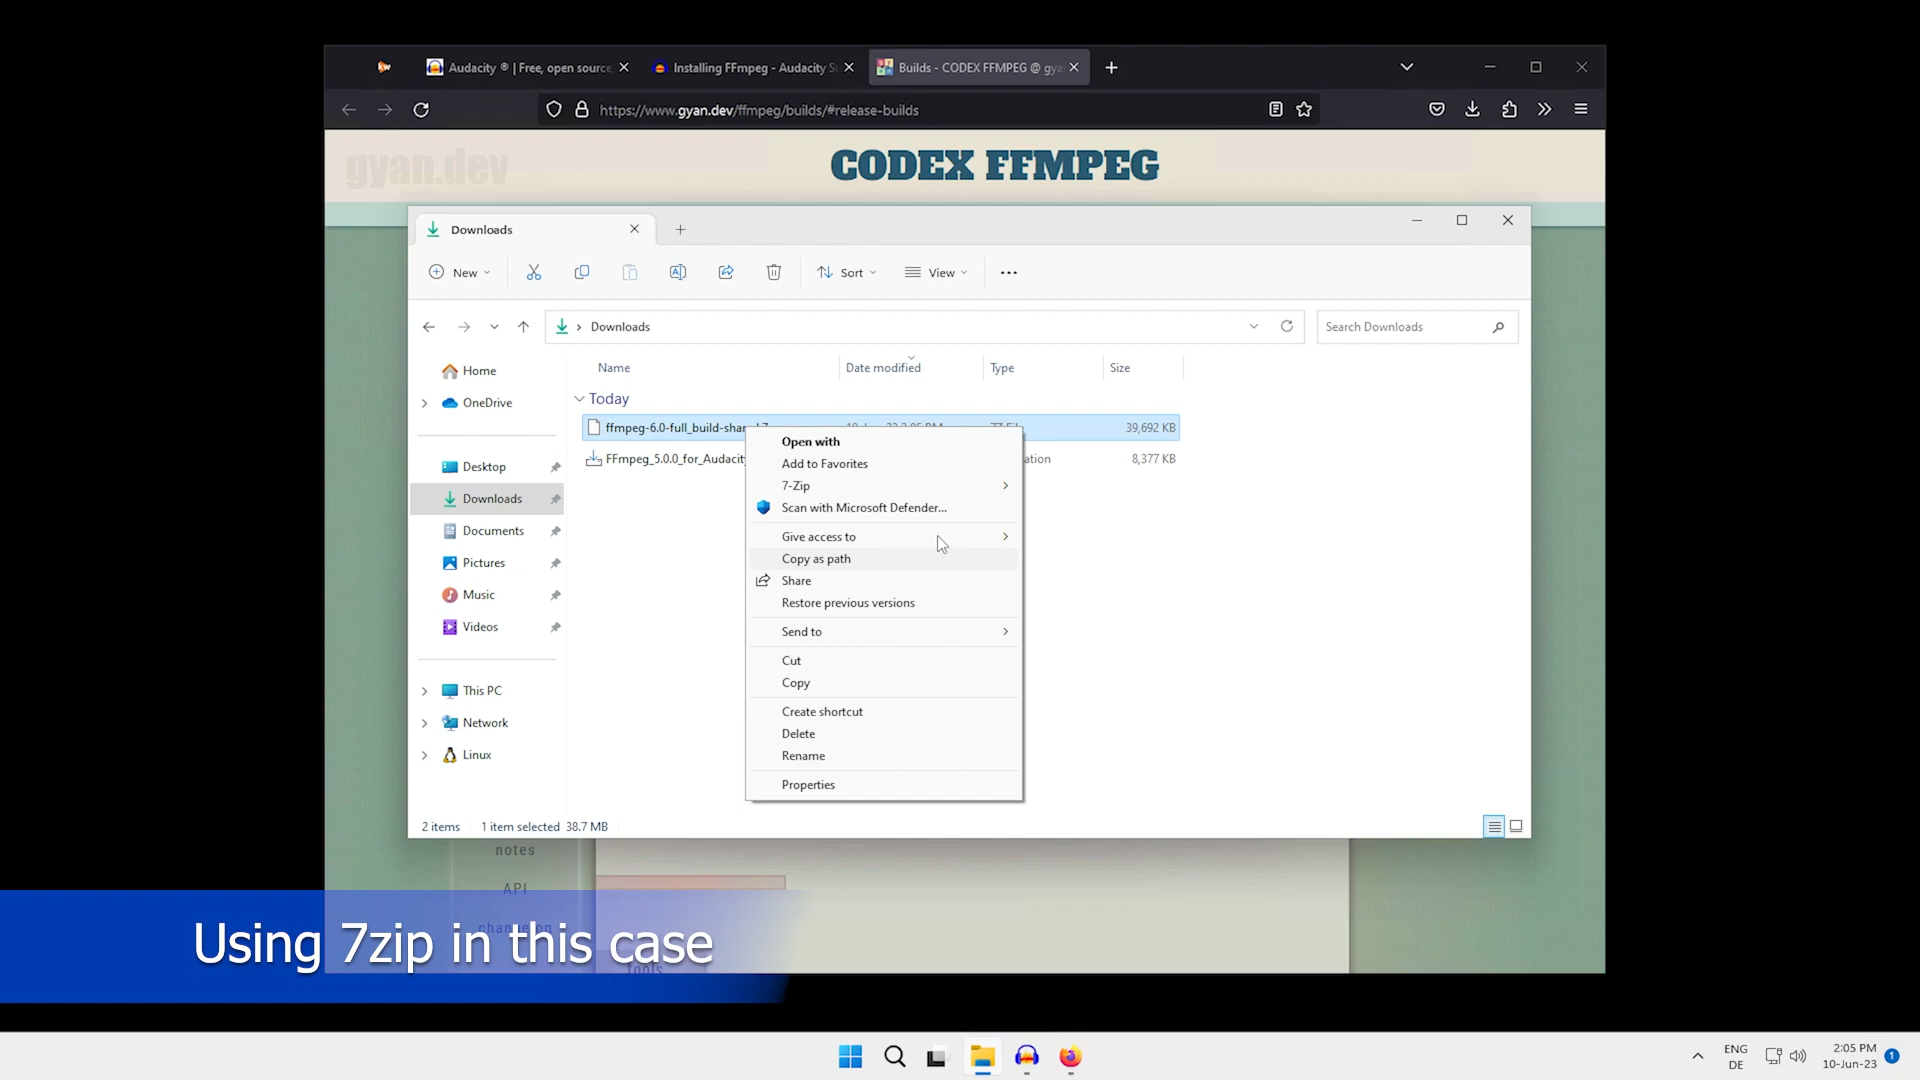 Audacity ® | Free, open source
Installing FFmpeg - Audacity Su
Builds - CODEX FFMPEG @ gya
https://www.gyan.dev/ffmpeg/builds/#release-builds
gyan.dev
CODEX FFMPEG
Downloads
New
Sort
View
Downloads
Search Downloads
Name
Date modified
Type
Size
Home
OneDrive
Desktop
Downloads
Documents
Pictures
Music
Videos
This PC
Network
Linux
Today
ffmpeg-6.0-full_build-shar
39,692 KB
FFmpeg_5.0.0_for_Audacity
ation
8,377 KB
Open with
Add to Favorites
7-Zip
Scan with Microsoft Defender...
Give access to
Copy as path
Share
Restore previous versions
Send to
Cut
Copy
Create shortcut
Delete
Rename
Properties
2 items
1 item selected 38.7 MB
notes
API
changelog
Tools
Using 7zip in this case
ENG
DE
2:05 PM
10-Jun-23
1